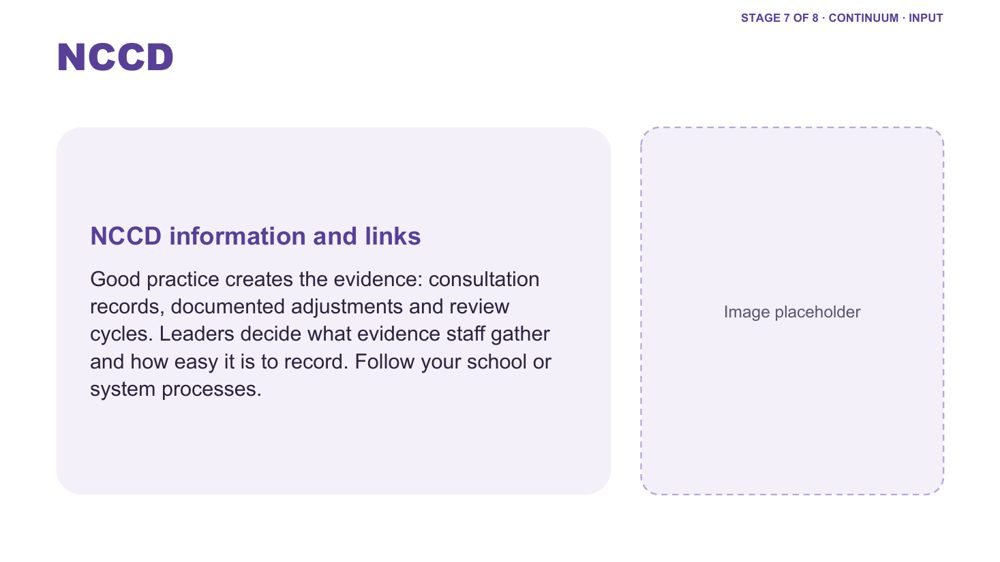 STAGE 7 OF 8 · CONTINUUM · INPUT
NCCD
NCCD information and links
Good practice creates the evidence: consultation
records, documented adjustments and review
cycles. Leaders decide what evidence staff gather
and how easy it is to record. Follow your school or
system processes.
Image placeholder